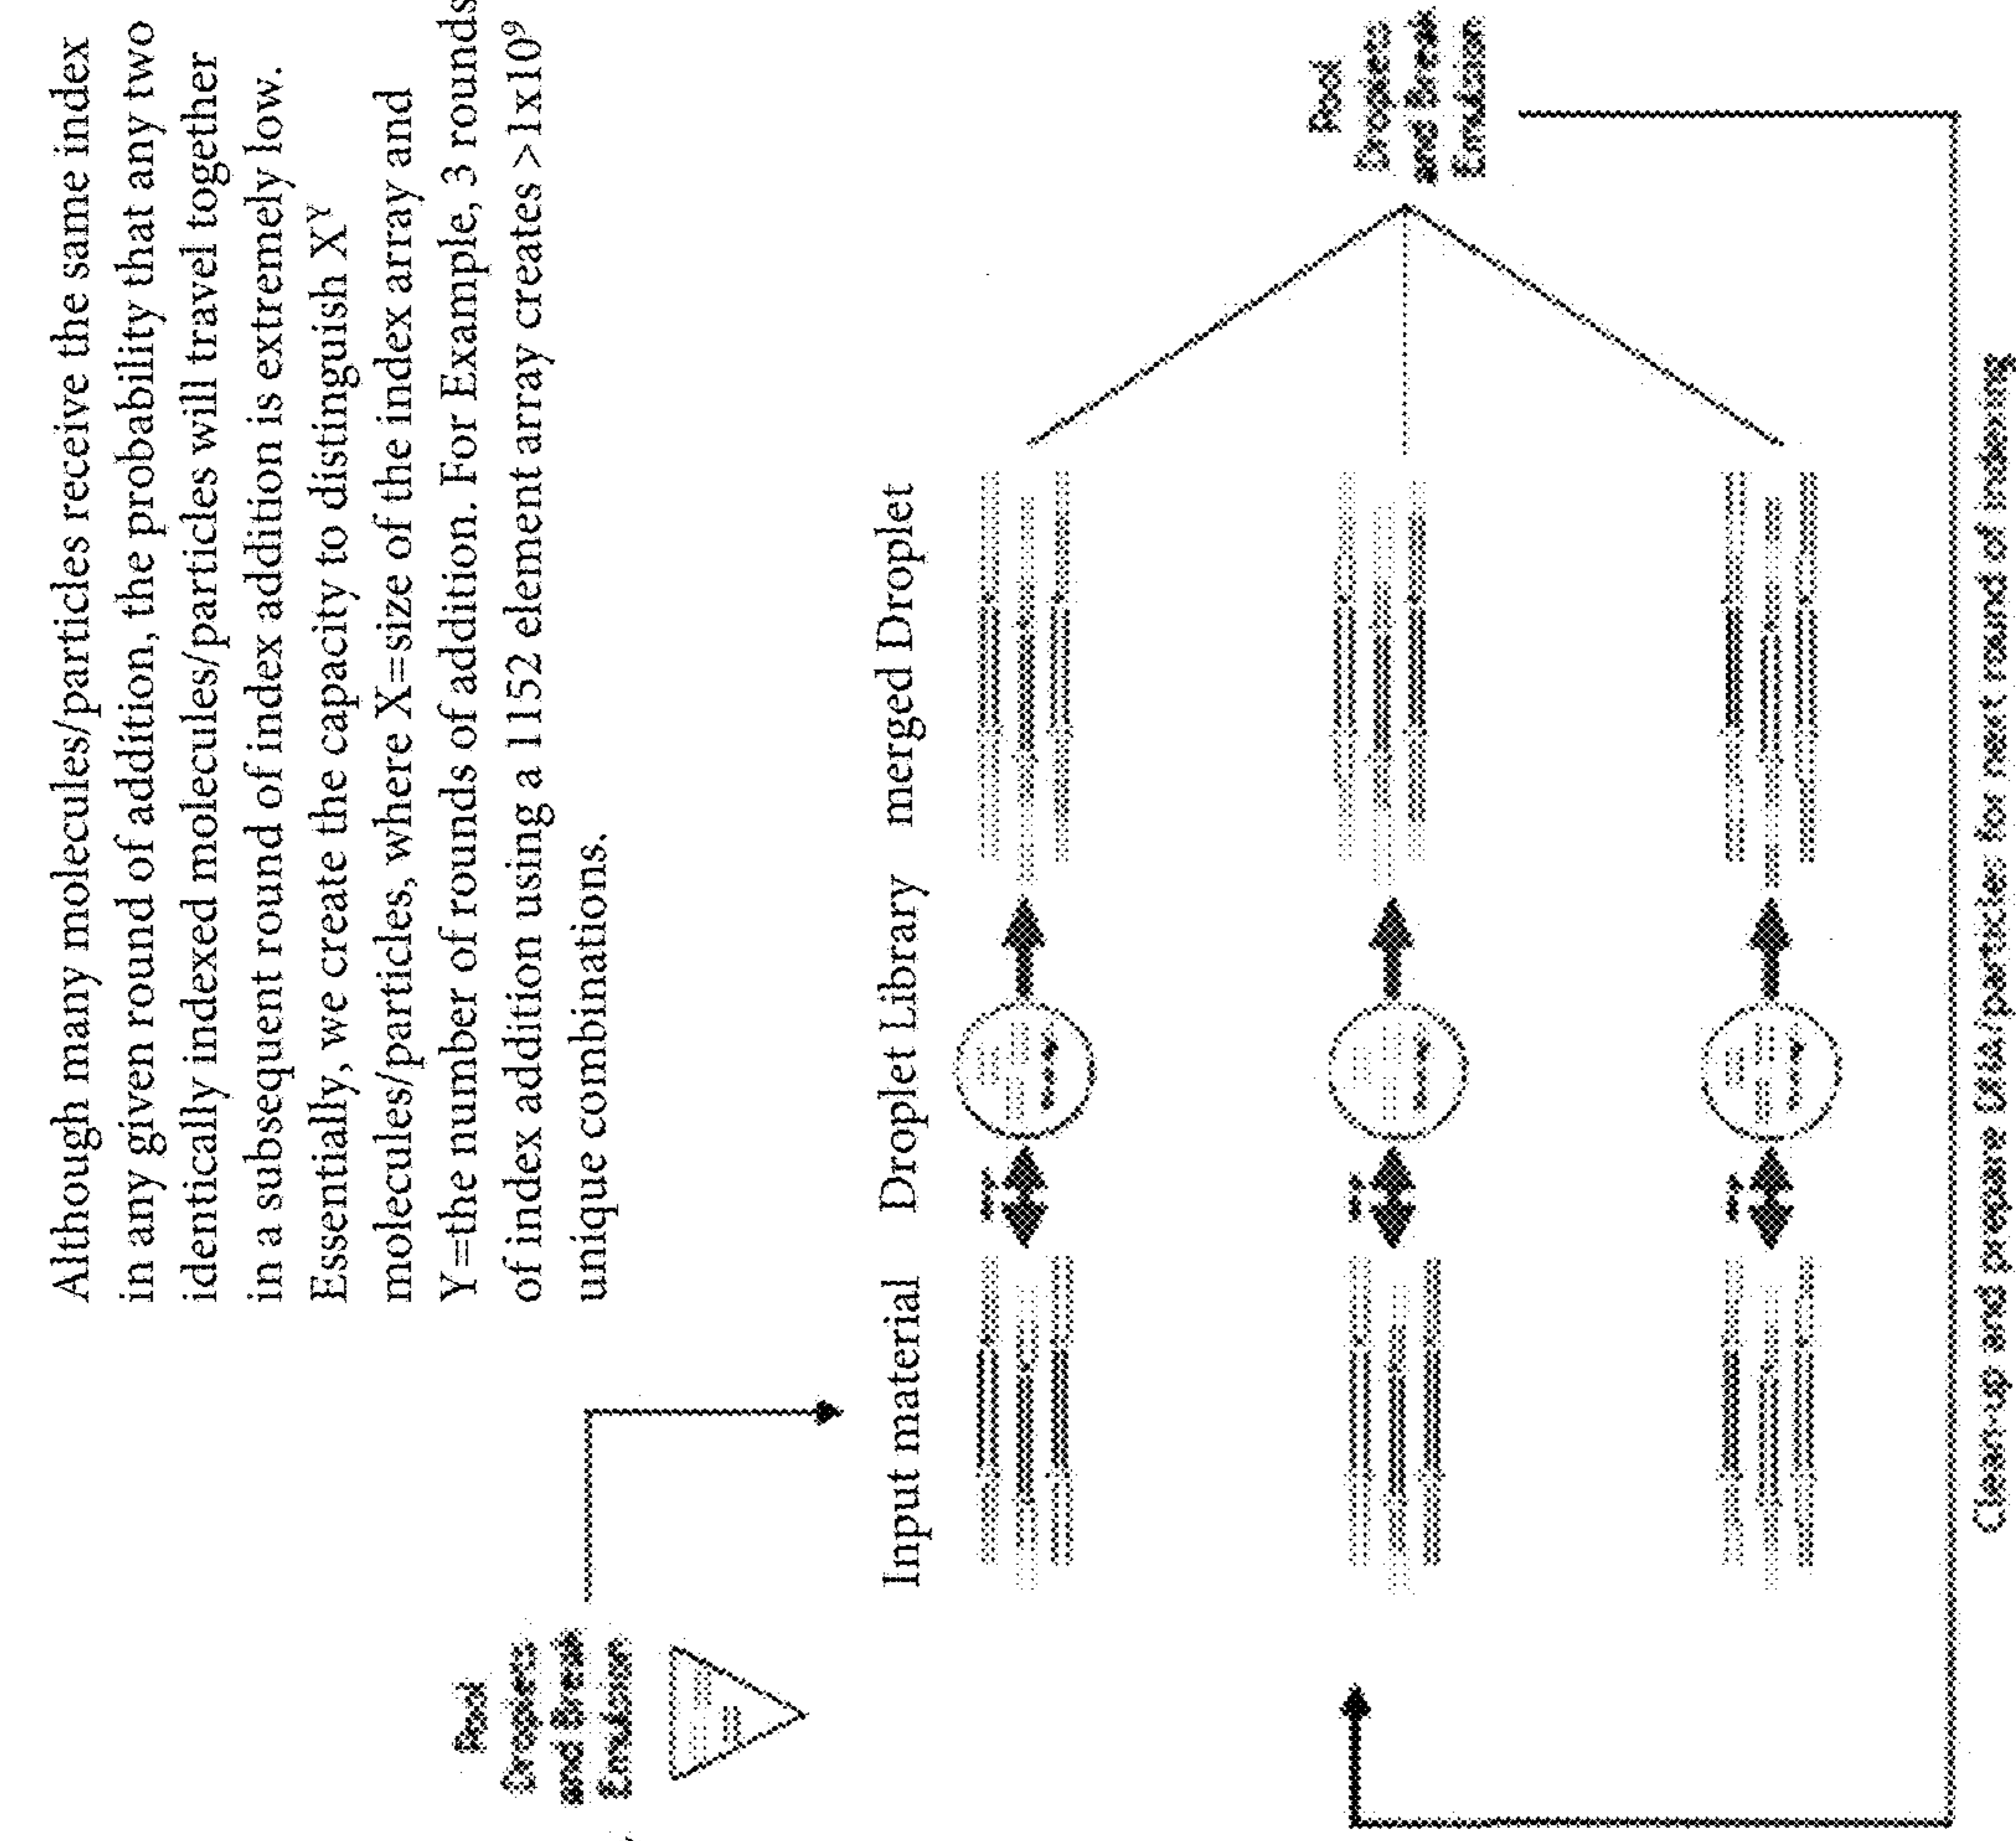 Although many molecules/particles receive the same index
in any given round of addition, the probability that any two
identically indexed molecules/particles will travel together
in a subsequent round of index addition is extremely low.
Essentially, we create the capacity to distinguish Xʸ
molecules/particles, where X=size of the index array and
Y=the number of rounds of addition. For Example, 3 rounds
of index addition using a 1152 element array creates >1x10⁹
unique combinations.
Pool
Droplets
and Break
Emulsion
Input material Droplet Library merged Droplet
Pool
Droplets
and Break
Emulsion
Clean-up and prepare DNA/particles for next round of indexing